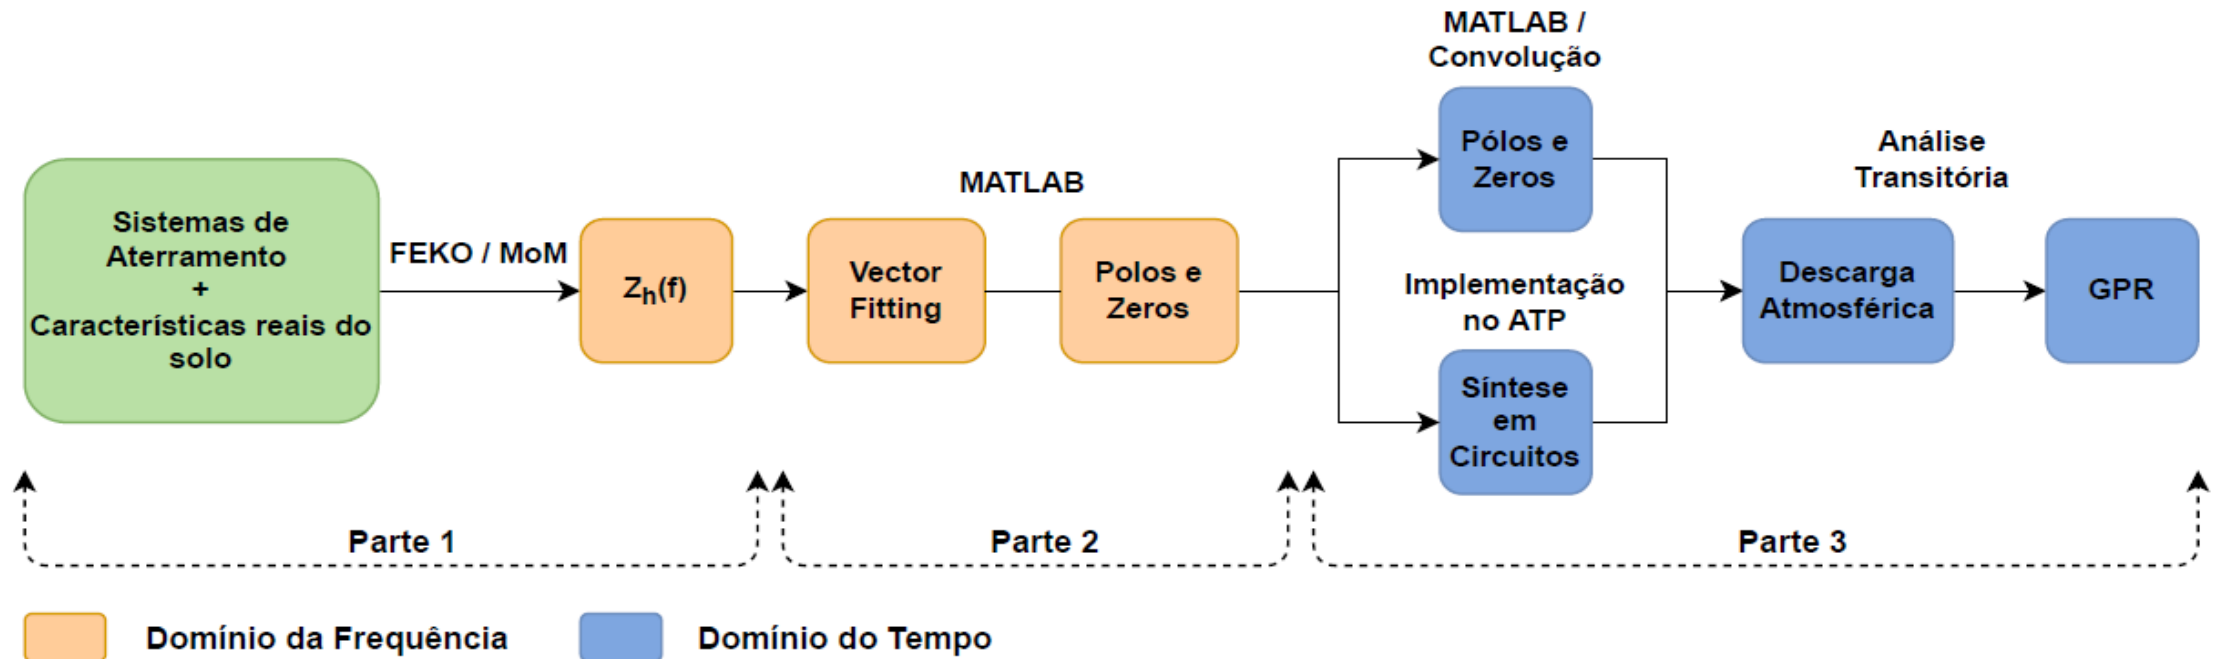 Sistemas de
Aterramento
+
Característícas reais do
solo
FEKO / MoM
Zh(f)
MATLAB
Vector
Fitting
Polos e
Zeros
MATLAB /
Convolução
Pólos e
Zeros
Implementação
no ATP
Síntese
em
Circuitos
Análise
Transitória
Descarga
Atmosférica
GPR
Parte 1
Parte 2
Parte 3
Domínio da Frequência
Domínio do Tempo